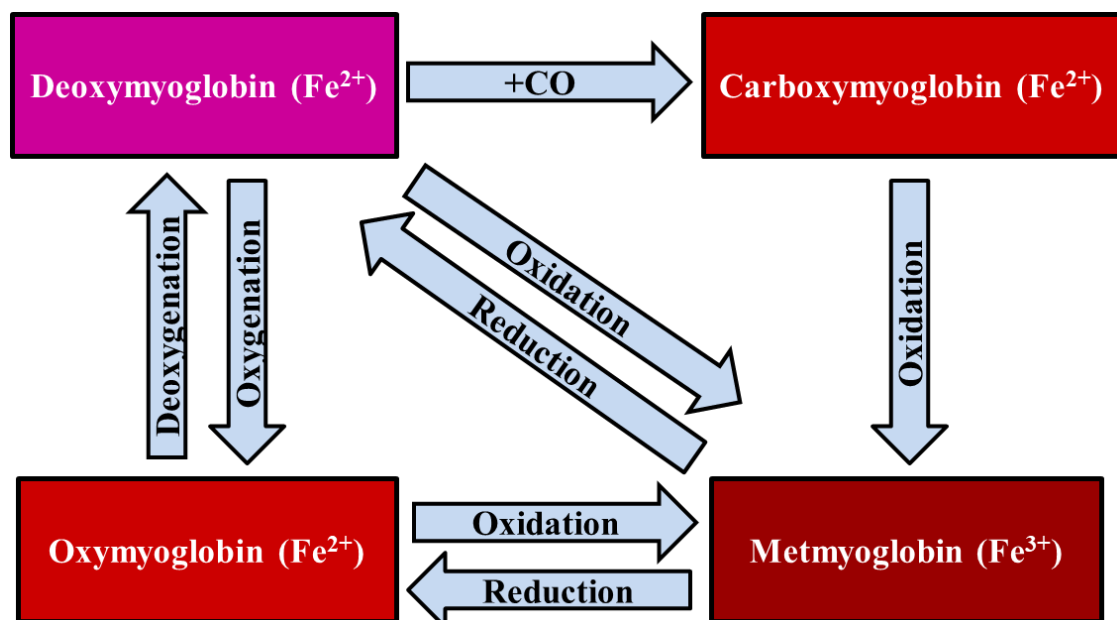 Deoxymyoglobin (Fe²⁺)
+CO
Carboxymyoglobin (Fe²⁺)
Deoxygenation
Oxygenation
Oxidation
Reduction
Oxidation
Oxymyoglobin (Fe²⁺)
Oxidation
Reduction
Metmyoglobin (Fe³⁺)